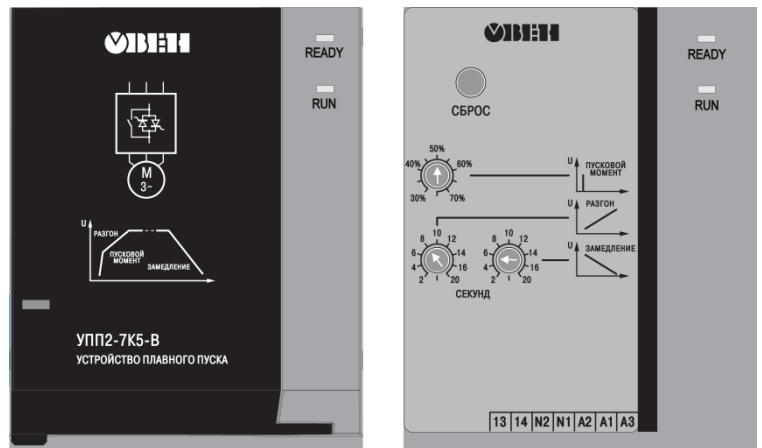 ОВЕН
READY
RUN
М
3~
U
РАЗГОН
ПУСКОВОЙ
МОМЕНТ
ЗАМЕДЛЕНИЕ
t
УПП2-7К5-В
УСТРОЙСТВО ПЛАВНОГО ПУСКА
ОВЕН
READY
RUN
СБРОС
50%
40% 60%
30% 70%
U ПУСКОВОЙ
МОМЕНТ
t
U РАЗГОН
t
10 10
8 12 8 12
6 14 6 14
4 16 4 16
2 20 2 20
U ЗАМЕДЛЕНИЕ
t
СЕКУНД
13 14 N2 N1 A2 A1 A3